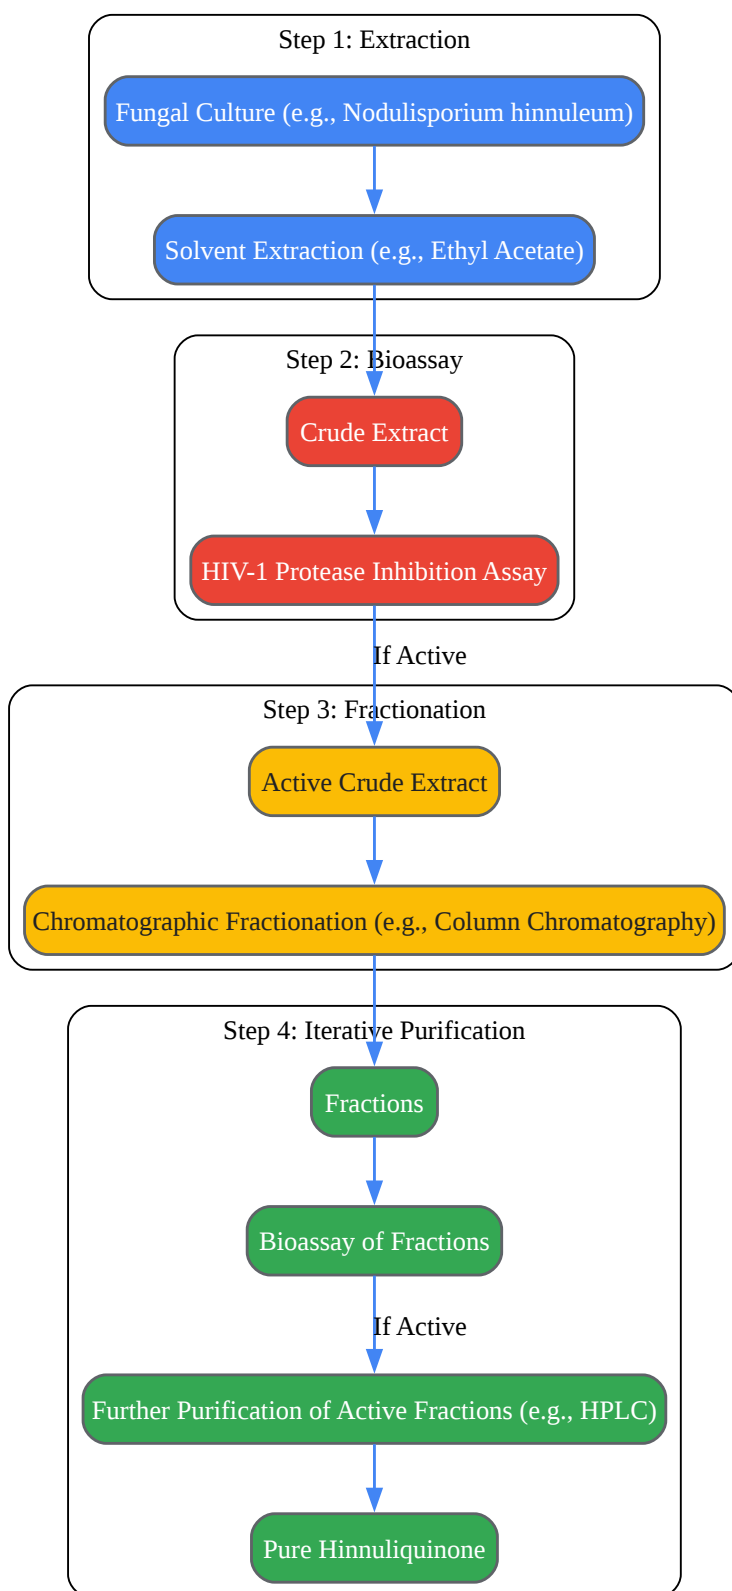 Step 1: Extraction
Fungal Culture (e.g., Nodulisporium hinnuleum)
Solvent Extraction (e.g., Ethyl Acetate)
Step 2: Bioassay
Crude Extract
HIV-1 Protease Inhibition Assay
If Active
Step 3: Fractionation
Active Crude Extract
Chromatographic Fractionation (e.g., Column Chromatography)
Step 4: Iterative Purification
Fractions
Bioassay of Fractions
If Active
Further Purification of Active Fractions (e.g., HPLC)
Pure Hinnuliquinone